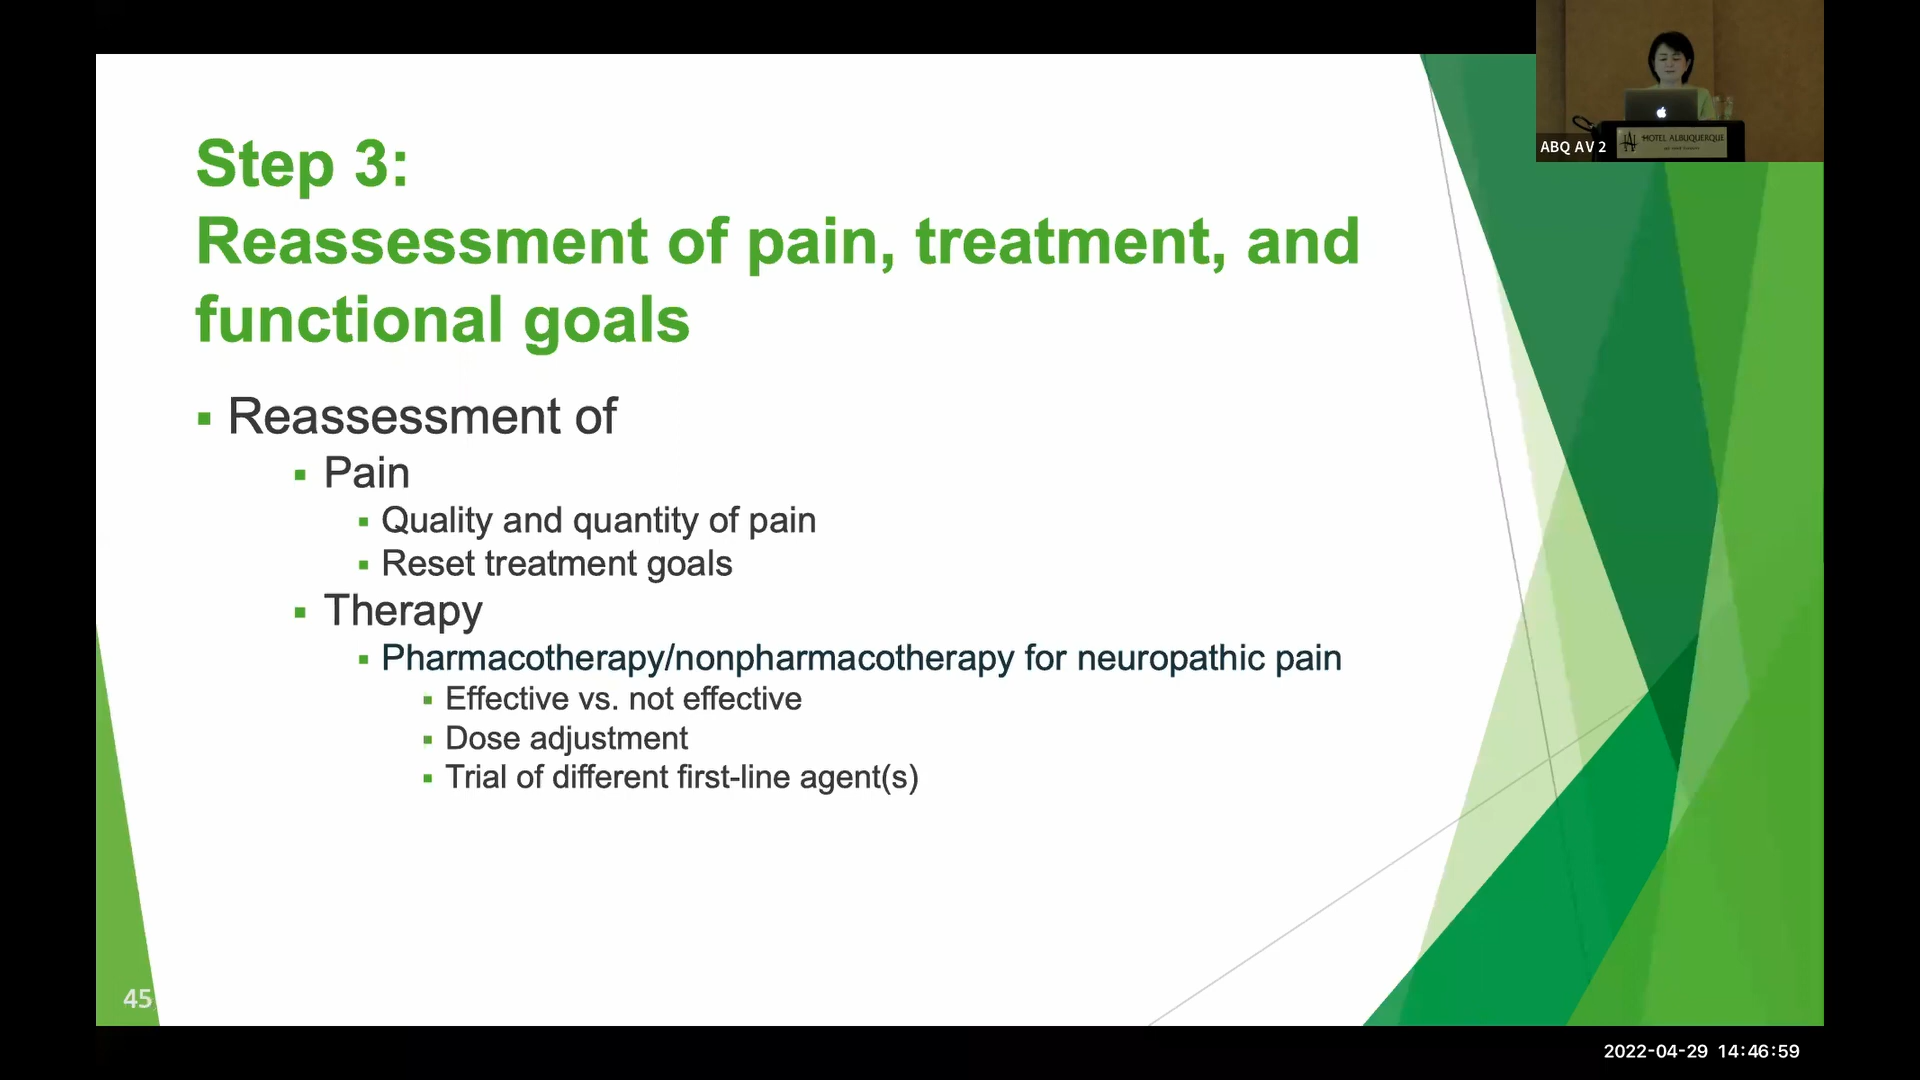 Step 3:
Reassessment of pain, treatment, and
functional goals
▪ Reassessment of
▪ Pain
▪ Quality and quantity of pain
▪ Reset treatment goals
▪ Therapy
▪ Pharmacotherapy/nonpharmacotherapy for neuropathic pain
▪ Effective vs. not effective
▪ Dose adjustment
▪ Trial of different first-line agent(s)
45
ABQ AV 2
HOTEL ALBUQUERQUE
2022-04-29 14:46:59